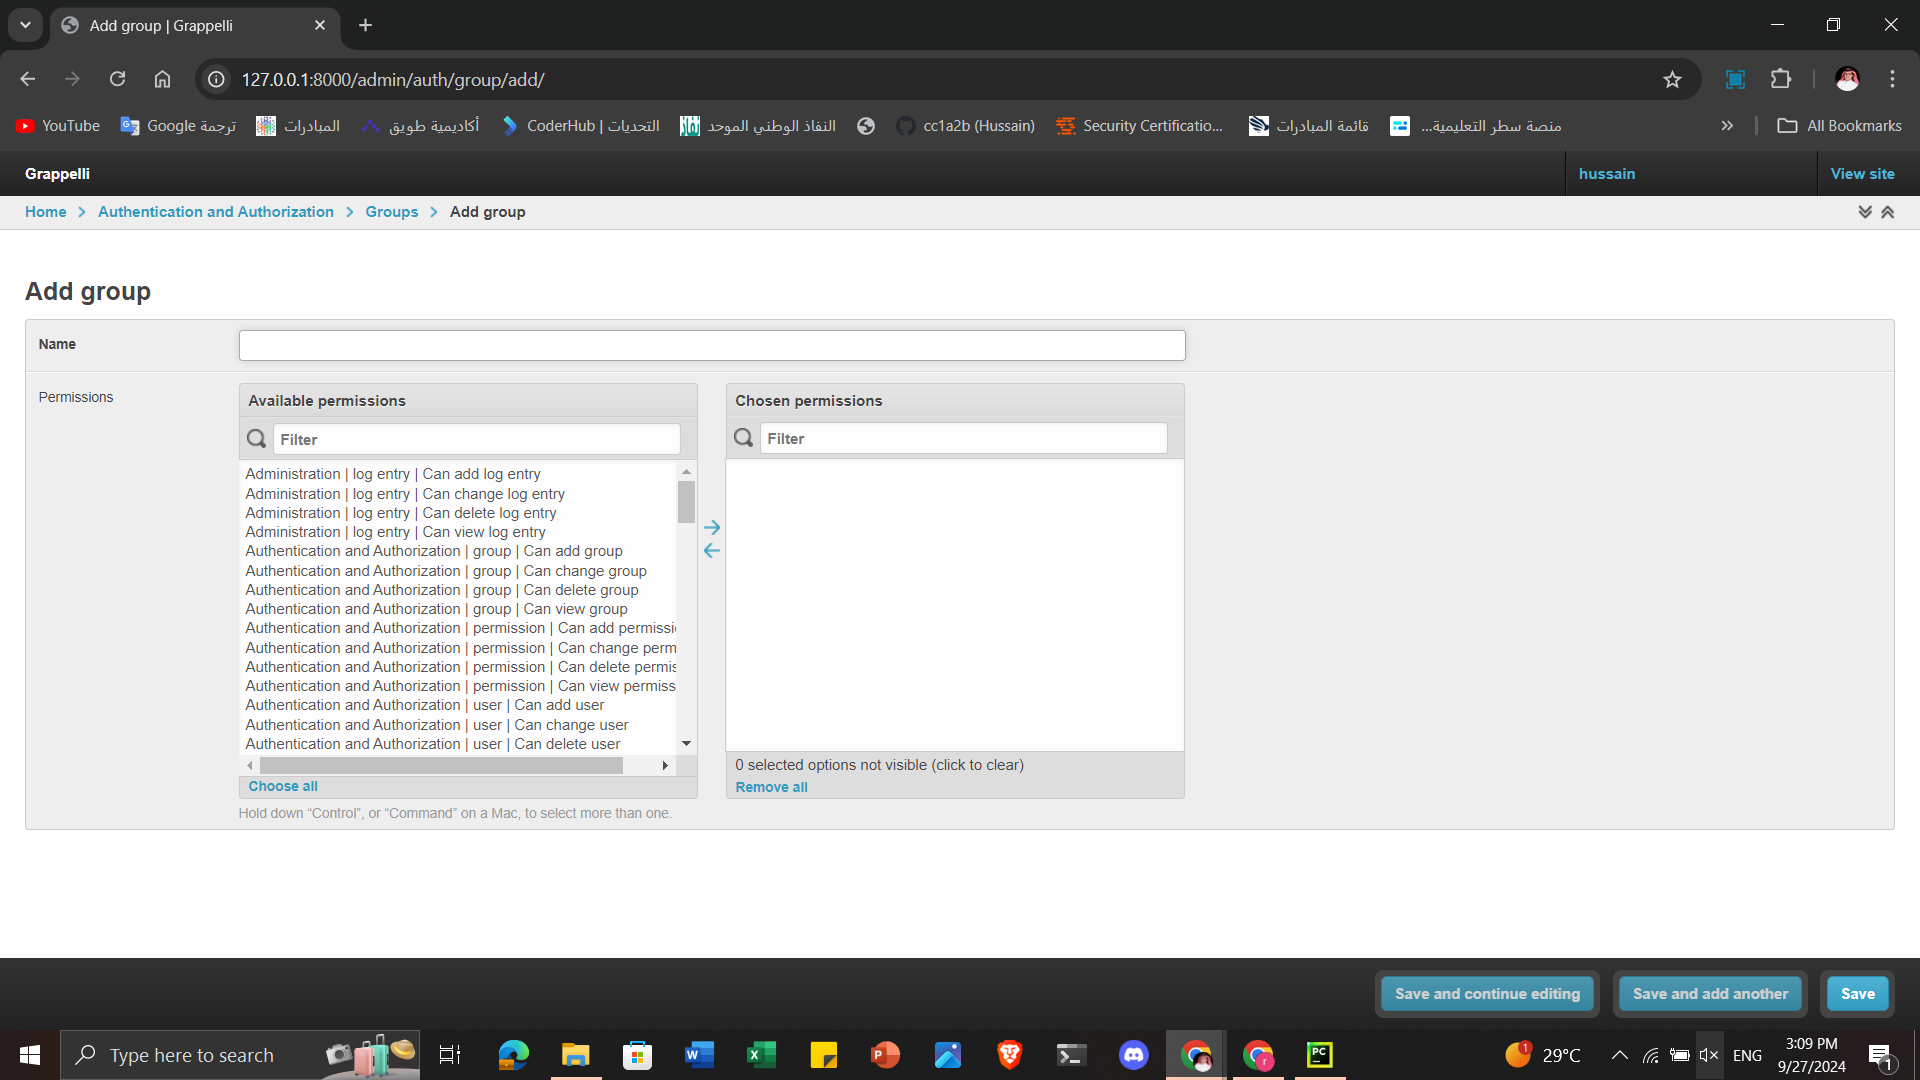 Add group | Grappelli
127.0.0.1:8000/admin/auth/group/add/
YouTube
ترجمة Google
المبادرات
أكاديمية طويق
التحديات | CoderHub
النفاذ الوطني الموحد
cc1a2b (Hussain)
Security Certificatio...
قائمة المبادرات
منصة سطر التعليمية...
All Bookmarks
Grappelli
hussain
View site
Home
Authentication and Authorization
Groups
Add group
Add group
Name
Permissions
Available permissions
Filter
Administration | log entry | Can add log entry
Administration | log entry | Can change log entry
Administration | log entry | Can delete log entry
Administration | log entry | Can view log entry
Authentication and Authorization | group | Can add group
Authentication and Authorization | group | Can change group
Authentication and Authorization | group | Can delete group
Authentication and Authorization | group | Can view group
Authentication and Authorization | permission | Can add permissi
Authentication and Authorization | permission | Can change perm
Authentication and Authorization | permission | Can delete permis
Authentication and Authorization | permission | Can view permiss
Authentication and Authorization | user | Can add user
Authentication and Authorization | user | Can change user
Authentication and Authorization | user | Can delete user
Choose all
Hold down “Control”, or “Command” on a Mac, to select more than one.
Chosen permissions
Filter
0 selected options not visible (click to clear)
Remove all
Save and continue editing
Save and add another
Save
Type here to search
W
X
P
PC
1
29°C
ENG
3:09 PM
9/27/2024
1